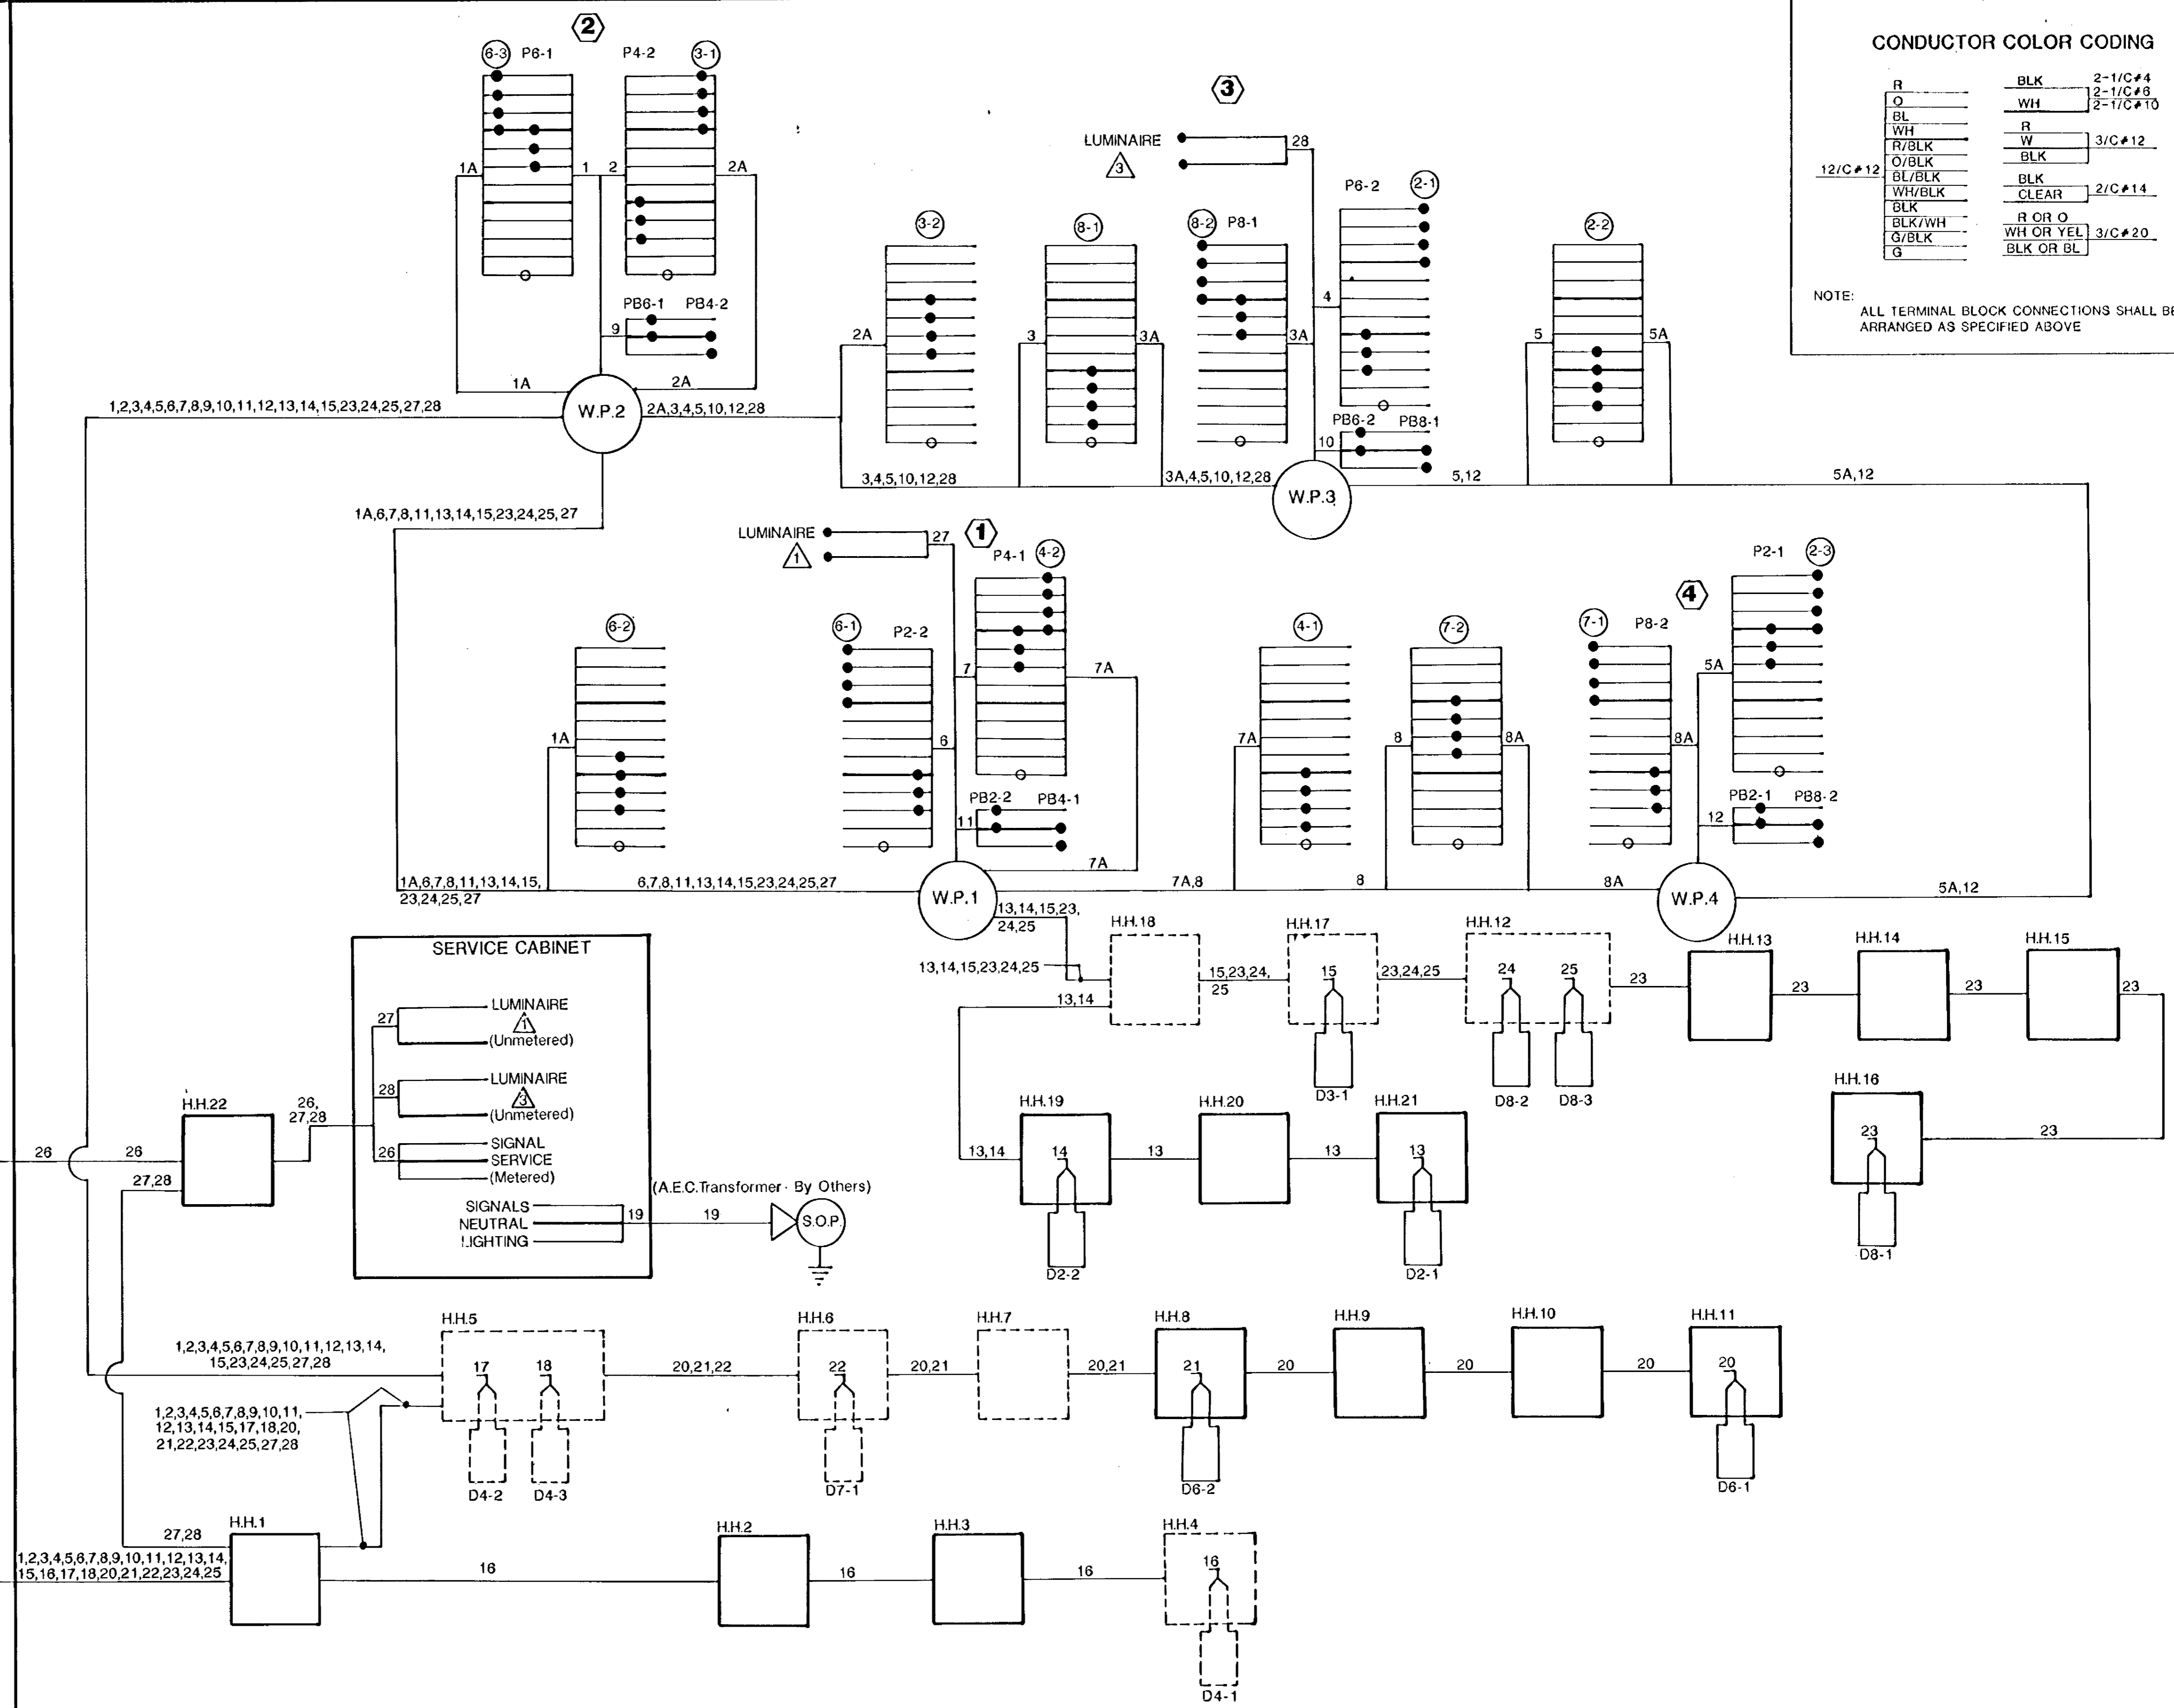 2
6-3 P6-1 P4-2 3-1
1A 1 2 2A
PB6-1 PB4-2
9
1A 2A
W.P.2
1,2,3,4,5,6,7,8,9,10,11,12,13,14,15,23,24,25,27,28
2A,3,4,5,10,12,28
1A,6,7,8,11,13,14,15,23,24,25,27
3
LUMINAIRE
3
28
P6-2 2-1
3-2 8-1 8-2 P8-1 2-2
2A 3 3A 3A 4 5 5A
PB6-2 PB8-1
10
3,4,5,10,12,28
3A,4,5,10,12,28
W.P.3
5,12
5A,12
CONDUCTOR COLOR CODING
R
O
BL
WH
R/BLK
O/BLK
BL/BLK
WH/BLK
BLK
BLK/WH
G/BLK
G
12/C#12
BLK
WH
2-1/C#4
2-1/C#6
2-1/C#10
R
W
BLK
3/C#12
BLK
CLEAR
2/C#14
R OR O
WH OR YEL
BLK OR BL
3/C#20
NOTE:
ALL TERMINAL BLOCK CONNECTIONS SHALL BE
ARRANGED AS SPECIFIED ABOVE
LUMINAIRE
1
27
1
P4-1 4-2
6-2 6-1 P2-2
1A 6 7 7A
PB2-2 PB4-1
11
7A
1A,6,7,8,11,13,14,15,
23,24,25,27
6,7,8,11,13,14,15,23,24,25,27
W.P.1
4
P2-1 2-3
4-1 7-2 7-1 P8-2
7A 8 8A 8A 5A
PB2-1 PB8-2
12
7A,8
8
8A
W.P.4
5A,12
13,14,15,23,
24,25
13,14,15,23,24,25
13,14
H.H.18
15,23,24,
25
H.H.17
15
D3-1
23,24,25
H.H.12
24 25
D8-2 D8-3
23
H.H.13
23
H.H.14
23
H.H.15
23
H.H.16
23
23
D8-1
13,14
H.H.19
14
D2-2
13
H.H.20
13
H.H.21
13
D2-1
SERVICE CABINET
27
LUMINAIRE
1
(Unmetered)
28
LUMINAIRE
3
(Unmetered)
26
SIGNAL
SERVICE
(Metered)
SIGNALS
NEUTRAL
LIGHTING
19
19
(A.E.C.Transformer - By Others)
S.O.P.
H.H.22
26,
27,28
26 26
27,28
1,2,3,4,5,6,7,8,9,10,11,12,13,14,
15,23,24,25,27,28
1,2,3,4,5,6,7,8,9,10,11,
12,13,14,15,17,18,20,
21,22,23,24,25,27,28
H.H.5
17 18
D4-2 D4-3
20,21,22
H.H.6
22
D7-1
20,21
H.H.7
20,21
H.H.8
21
D6-2
20
H.H.9
20
H.H.10
20
H.H.11
20
D6-1
27,28
1,2,3,4,5,6,7,8,9,10,11,12,13,14,
15,16,17,18,20,21,22,23,24,25
H.H.1
16
H.H.2
16
H.H.3
16
H.H.4
16
D4-1